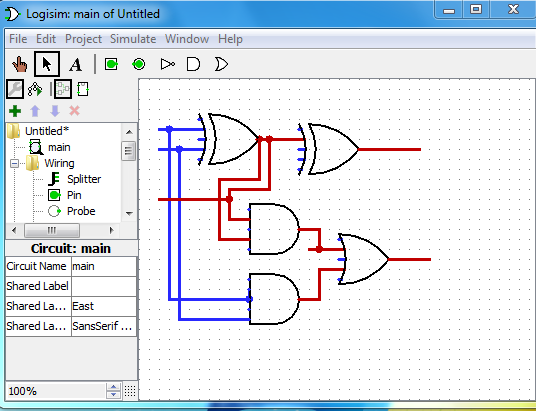 Logisim: main of Untitled
File Edit Project Simulate Window Help
A
Untitled*
main
Wiring
Splitter
Pin
Probe
Circuit: main
Circuit Name main
Shared Label
Shared La... East
Shared La... SansSerif ...
100%